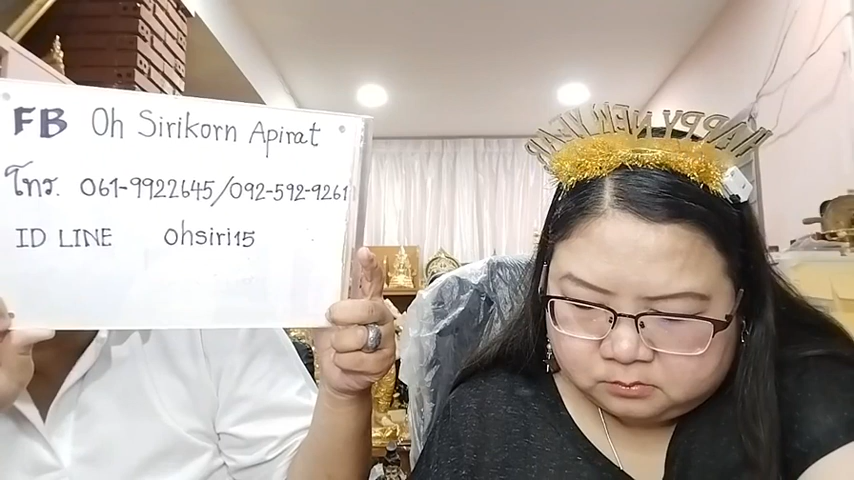 FB Oh Sirikorn Apirat
โทร. 061-9922645/092-592-9261
ID LINE ohsiri15
HAPPY NEW YEAR